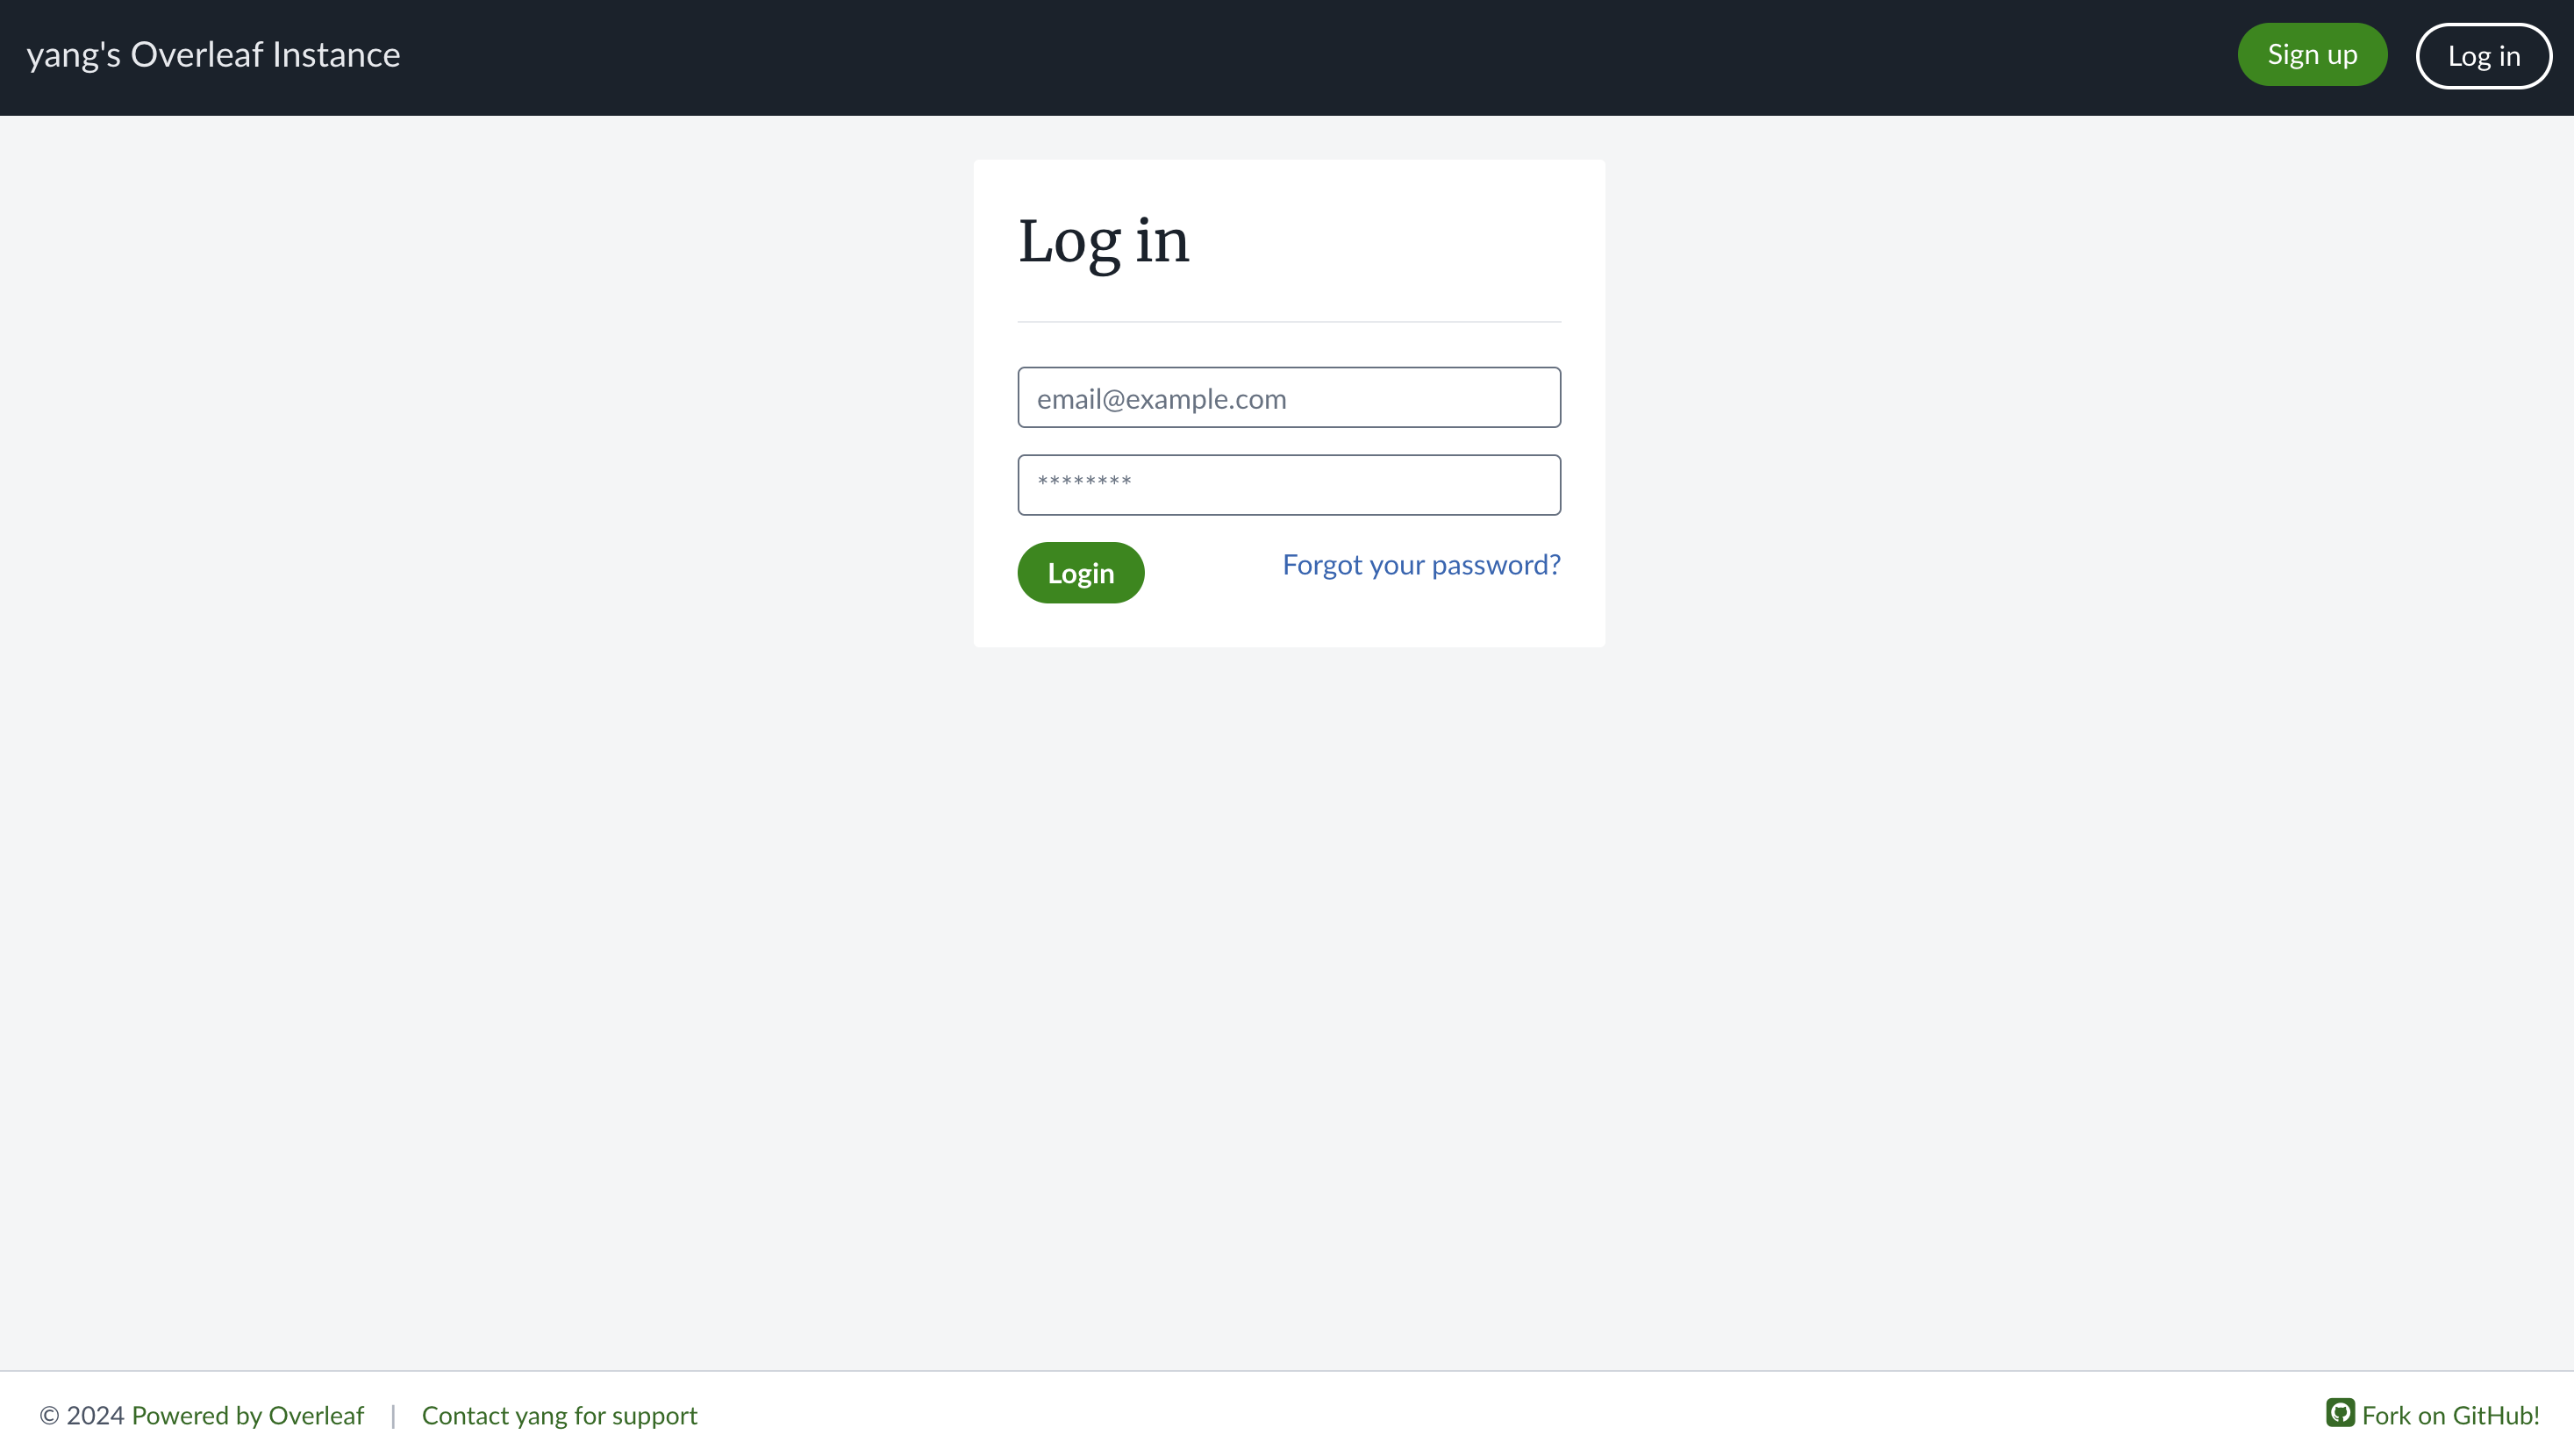 yang's Overleaf Instance
Sign up
Log in
Log in
email@example.com
********
Login
Forgot your password?
© 2024 Powered by Overleaf | Contact yang for support
Fork on GitHub!